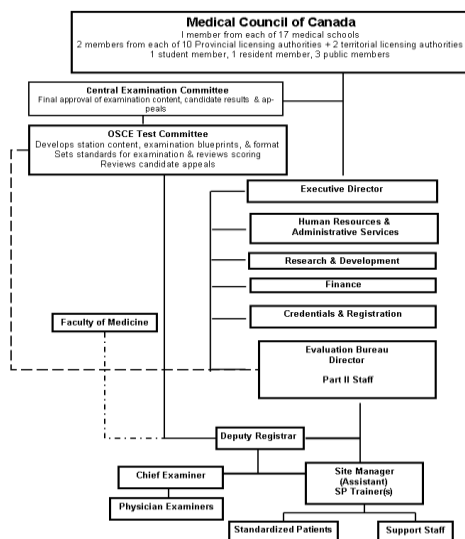 Medical Council of Canada
1 member from each of 17 medical schools
2 members from each of 10 Provincial licensing authorities + 2 territorial licensing authorities
1 student member, 1 resident member, 3 public members
Central Examination Committee
Final approval of examination content, candidate results & ap-
peals
OSCE Test Committee
Develops station content, examination blueprints, & format
Sets standards for examination & reviews scoring
Reviews candidate appeals
Executive Director
Human Resources &
Administrative Services
Research & Development
Finance
Credentials & Registration
Faculty of Medicine
Evaluation Bureau
Director
Part II Staff
Deputy Registrar
Chief Examiner
Site Manager
(Assistant)
SP Trainer(s)
Physician Examiners
Standardized Patients
Support Staff